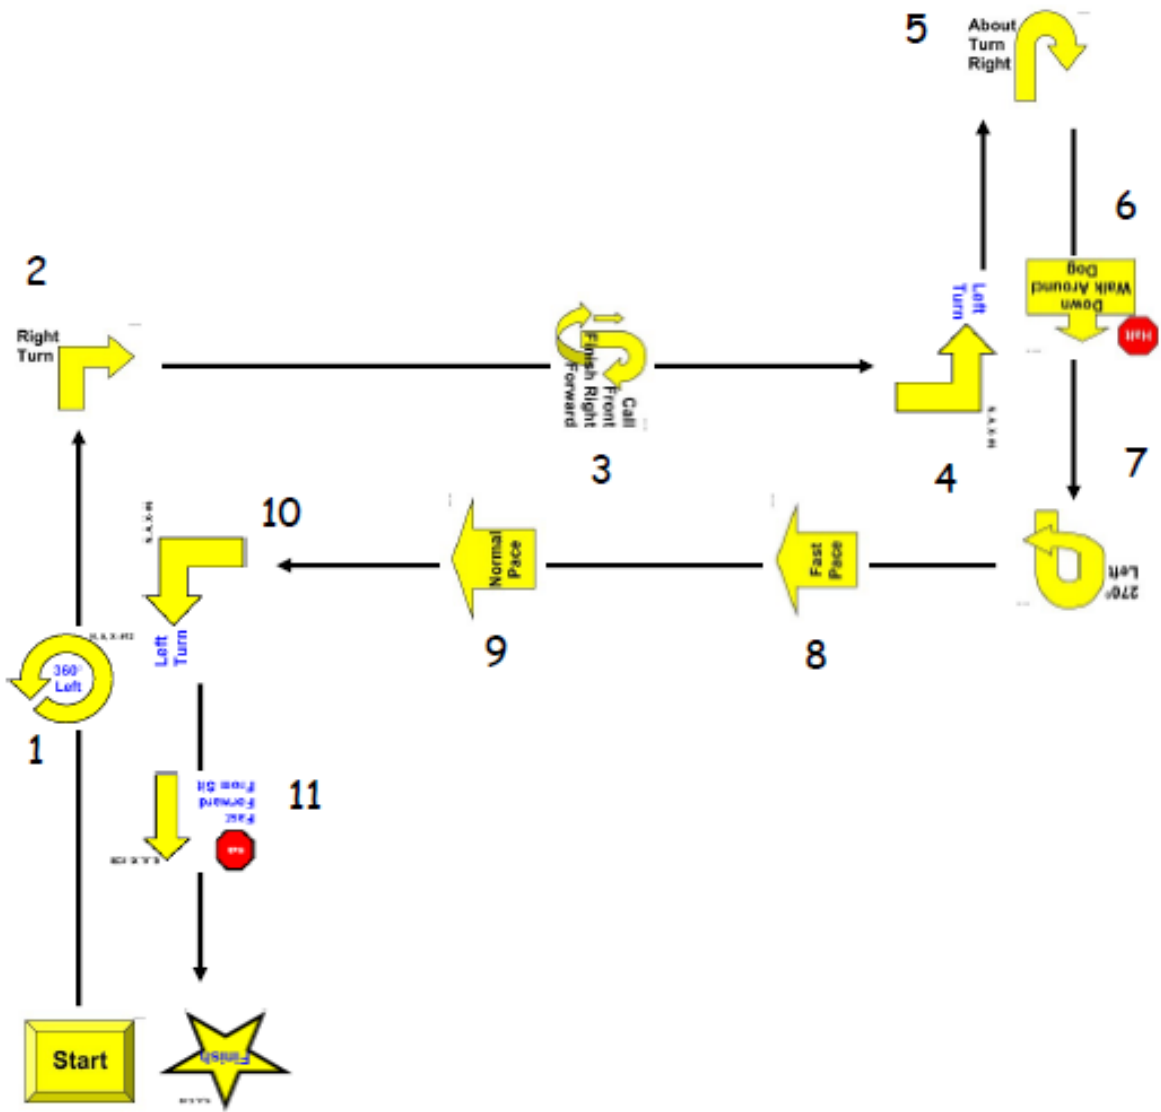 5
About
Turn
Right
6
Down
Walk Around
Dog
Halt
2
Right
Turn
Left
Turn
Call
Front
Finish Right
Forward
3
4
7
270°
Left
10
Normal
Pace
Fast
Pace
9
8
Left
Turn
360°
Left
1
Fast
Forward
From Sit
11
Start
Finish